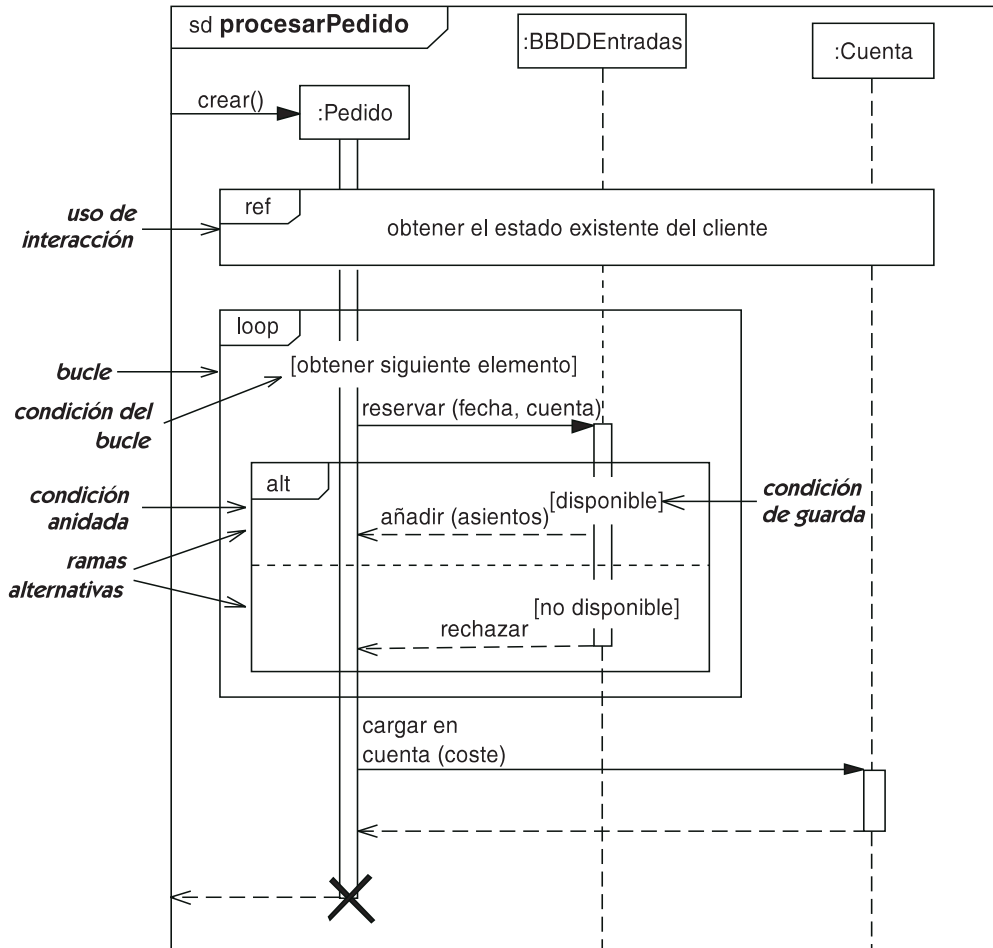 sd procesarPedido
:BBDDEntradas
:Cuenta
crear()
:Pedido
uso de
interacción
ref
obtener el estado existente del cliente
loop
bucle
[obtener siguiente elemento]
condición del
bucle
reservar (fecha, cuenta)
condición
anidada
alt
[disponible]
condición
de guarda
añadir (asientos)
ramas
alternativas
[no disponible]
rechazar
cargar en
cuenta (coste)